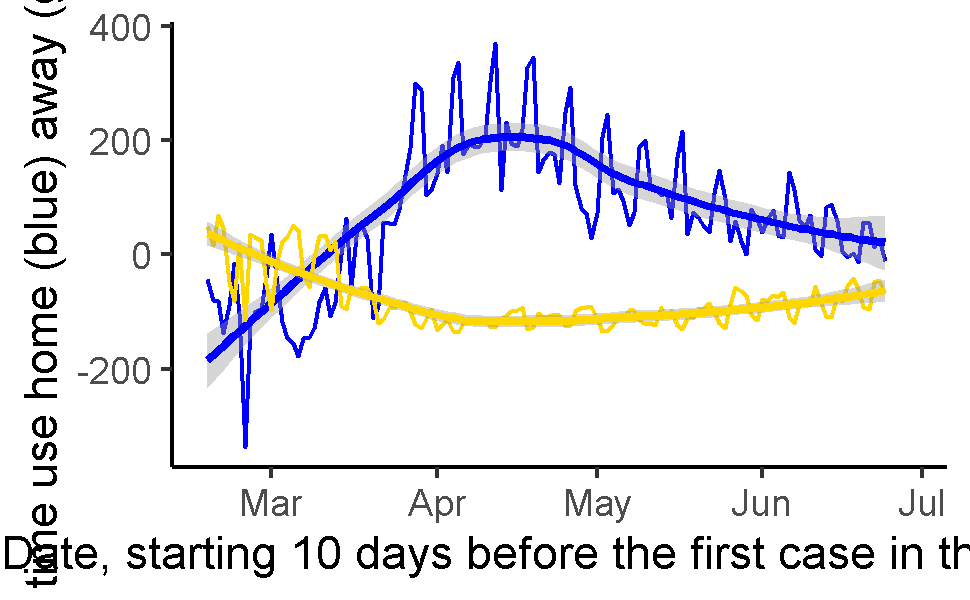 time use home (blue) away (
400
200
0
-200
Mar Apr May Jun Jul
Date, starting 10 days before the first case in th